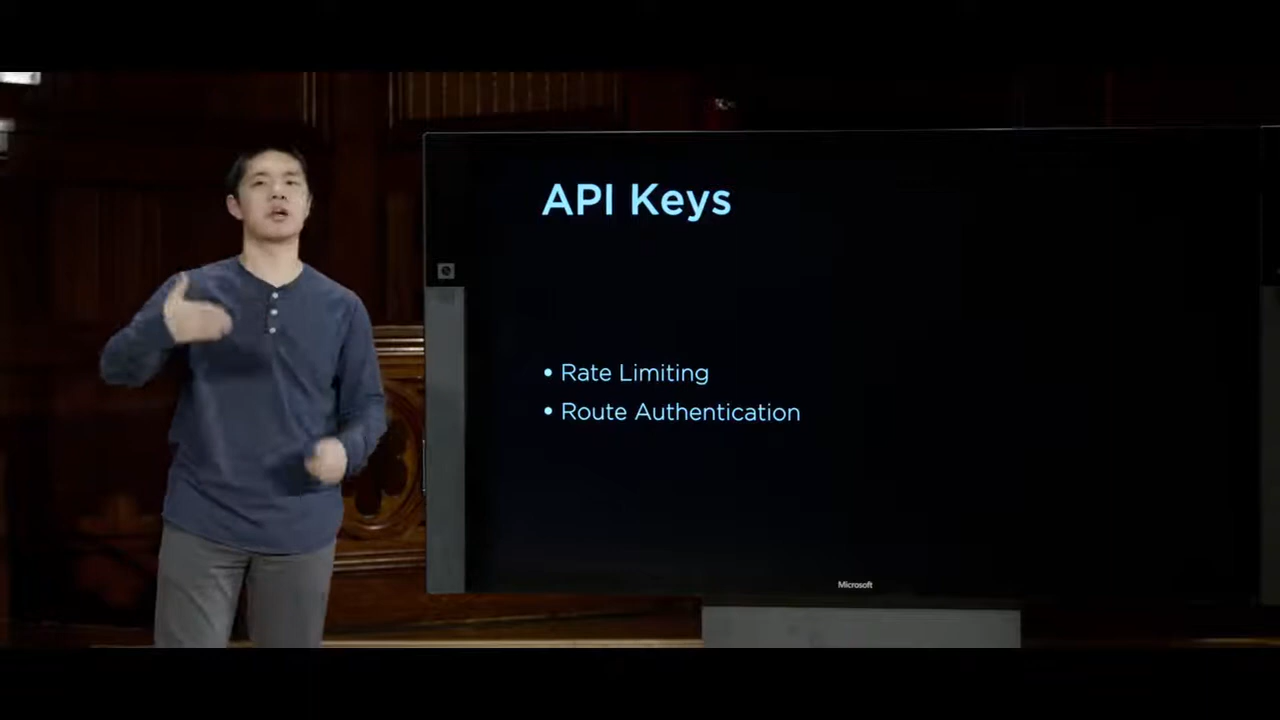 API Keys
• Rate Limiting
• Route Authentication
Microsoft